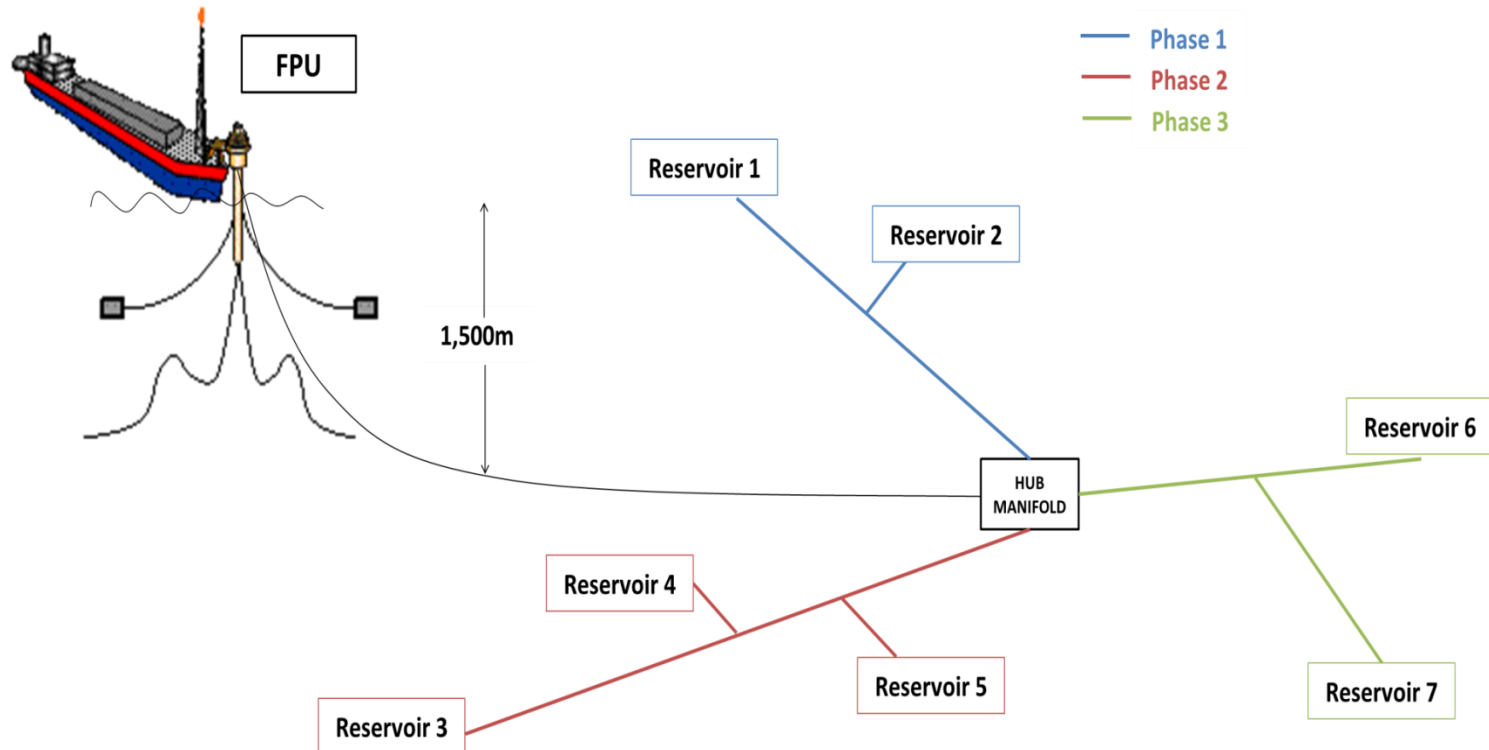 FPU
Phase 1
Phase 2
Phase 3
Reservoir 1
Reservoir 2
1,500m
Reservoir 6
HUB
MANIFOLD
Reservoir 4
Reservoir 5
Reservoir 7
Reservoir 3